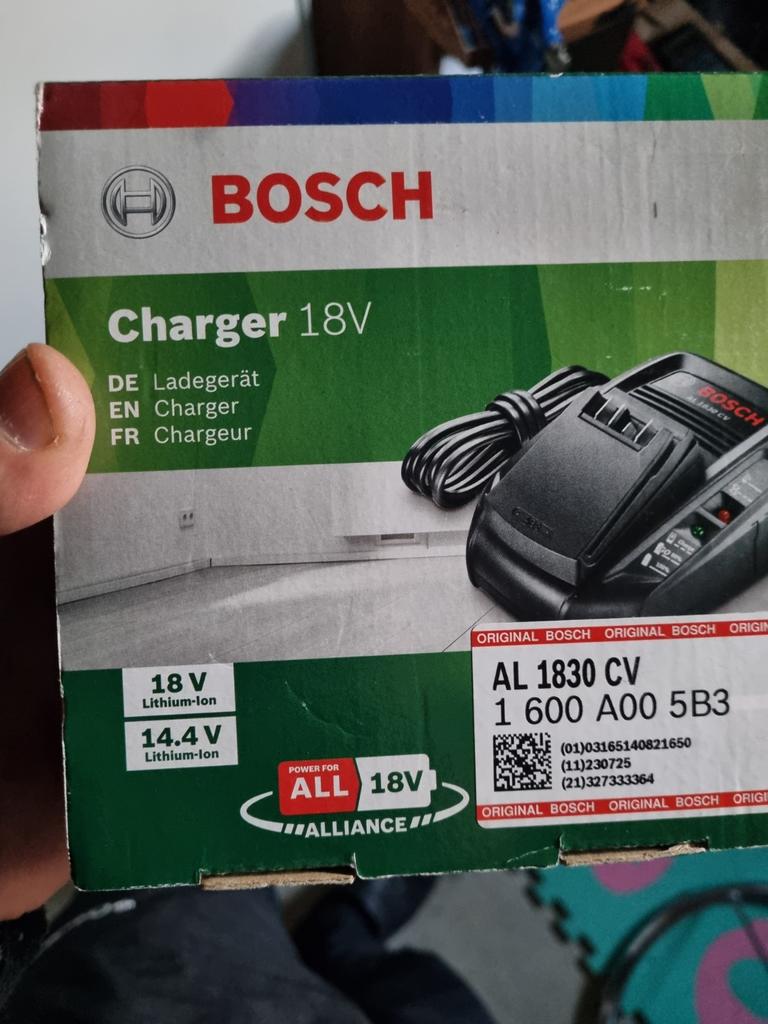 BOSCH
Charger 18V
DE Ladegerät
EN Charger
FR Chargeur
BOSCH
AL 1830 CV
18 V
Lithium-Ion
14.4 V
Lithium-Ion
POWER FOR
ALL 18V
ALLIANCE
ORIGINAL BOSCH ORIGINAL BOSCH ORIGIN
AL 1830 CV
1 600 A00 5B3
(01)03165140821650
(11)230725
(21)327333364
ORIGINAL BOSCH ORIGINAL BOSCH ORIGI